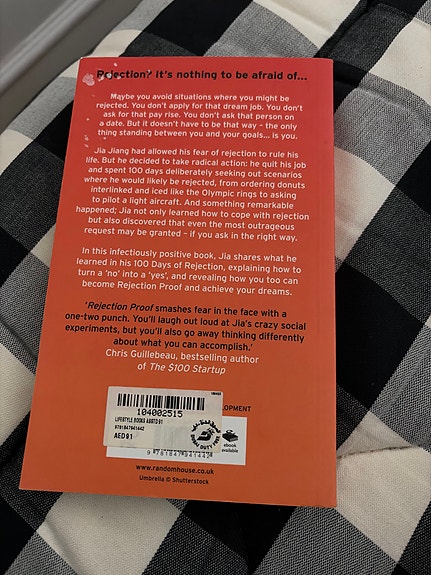 Rejection? It's nothing to be afraid of...
Maybe you avoid situations where you might be
rejected. You don't apply for that dream job. You don't
ask for that pay rise. You don't ask that person on
a date. But it doesn't have to be that way – the only
thing standing between you and your goals... is you.
Jia Jiang had allowed his fear of rejection to rule his
life. But he decided to take radical action: he quit his job
and spent 100 days deliberately seeking out scenarios
where he would likely be rejected, from ordering donuts
interlinked and iced like the Olympic rings to asking
to pilot a light aircraft. And something remarkable
happened; Jia not only learned how to cope with rejection
but also discovered that even the most outrageous
request may be granted – if you ask in the right way.
In this infectiously positive book, Jia shares what he
learned in his 100 Days of Rejection, explaining how to
turn a 'no' into a 'yes', and revealing how you too can
become Rejection Proof and achieve your dreams.
'Rejection Proof smashes fear in the face with a
one-two punch. You'll laugh out loud at Jia's crazy social
experiments, but you'll also go away thinking differently
about what you can accomplish.'
Chris Guillebeau, bestselling author
of The $100 Startup
104002515
9781847941442
AED91
DUBAI DUTY FREE
ebook
available
9 781847 941442
www.randomhouse.co.uk
Umbrella © Shutterstock